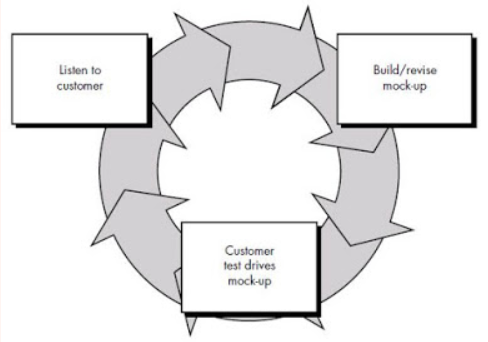 Listen to
customer
Build/revise
mock-up
Customer
test drives
mock-up